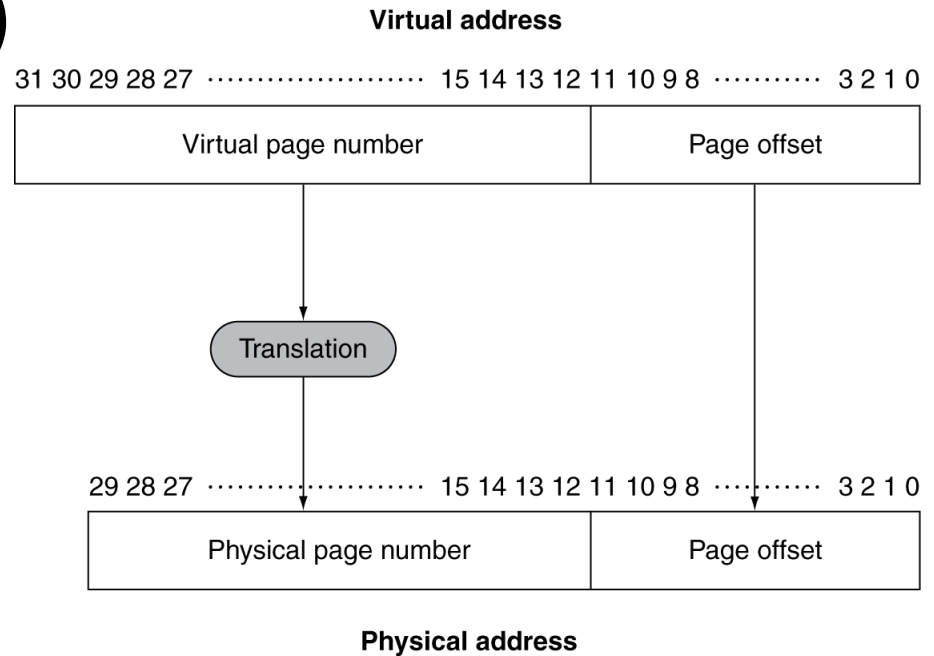 Virtual address
31 30 29 28 27 ······················ 15 14 13 12 11 10 9 8 ··········· 3 2 1 0
Virtual page number Page offset
Translation
29 28 27 ······················ 15 14 13 12 11 10 9 8 ··········· 3 2 1 0
Physical page number Page offset
Physical address